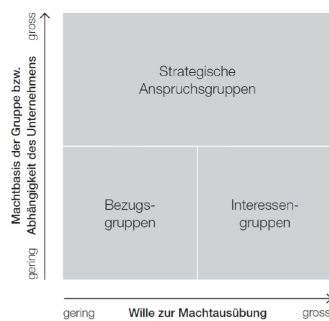 Machtbasis der Gruppe bzw.
Abhängigkeit des Unternehmens
gross
gering
Strategische
Anspruchsgruppen
Bezugs-
gruppen
Interessen-
gruppen
gering Wille zur Machtausübung gross